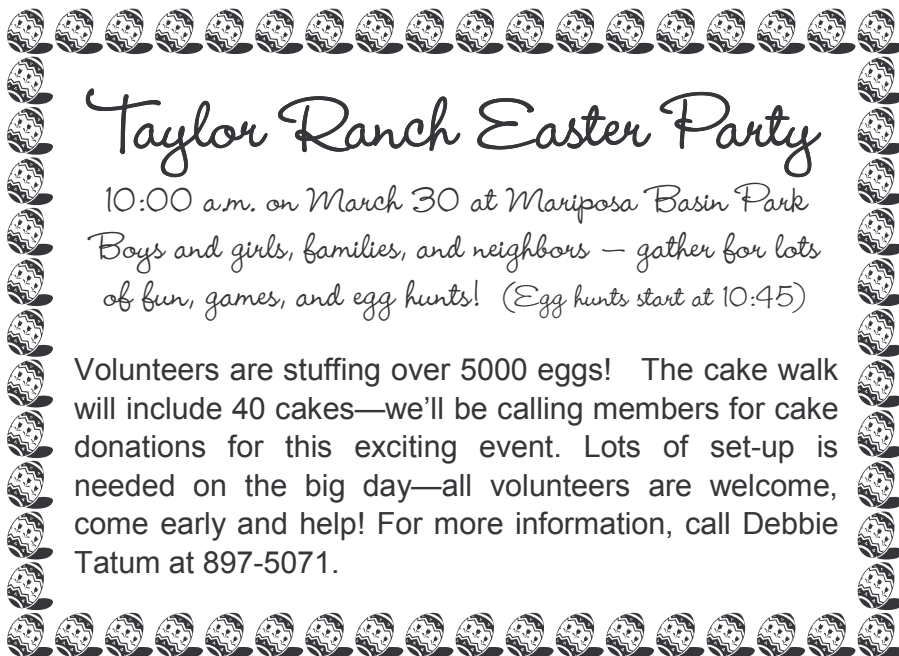 Taylor Ranch Easter Party
10:00 a.m. on March 30 at Mariposa Basin Park
Boys and girls, families, and neighbors — gather for lots
of fun, games, and egg hunts!  (Egg hunts start at 10:45)
Volunteers are stuffing over 5000 eggs!   The cake walk
will include 40 cakes—we’ll be calling members for cake
donations for this exciting event. Lots of set-up is
needed on the big day—all volunteers are welcome,
come early and help! For more information, call Debbie
Tatum at 897-5071.